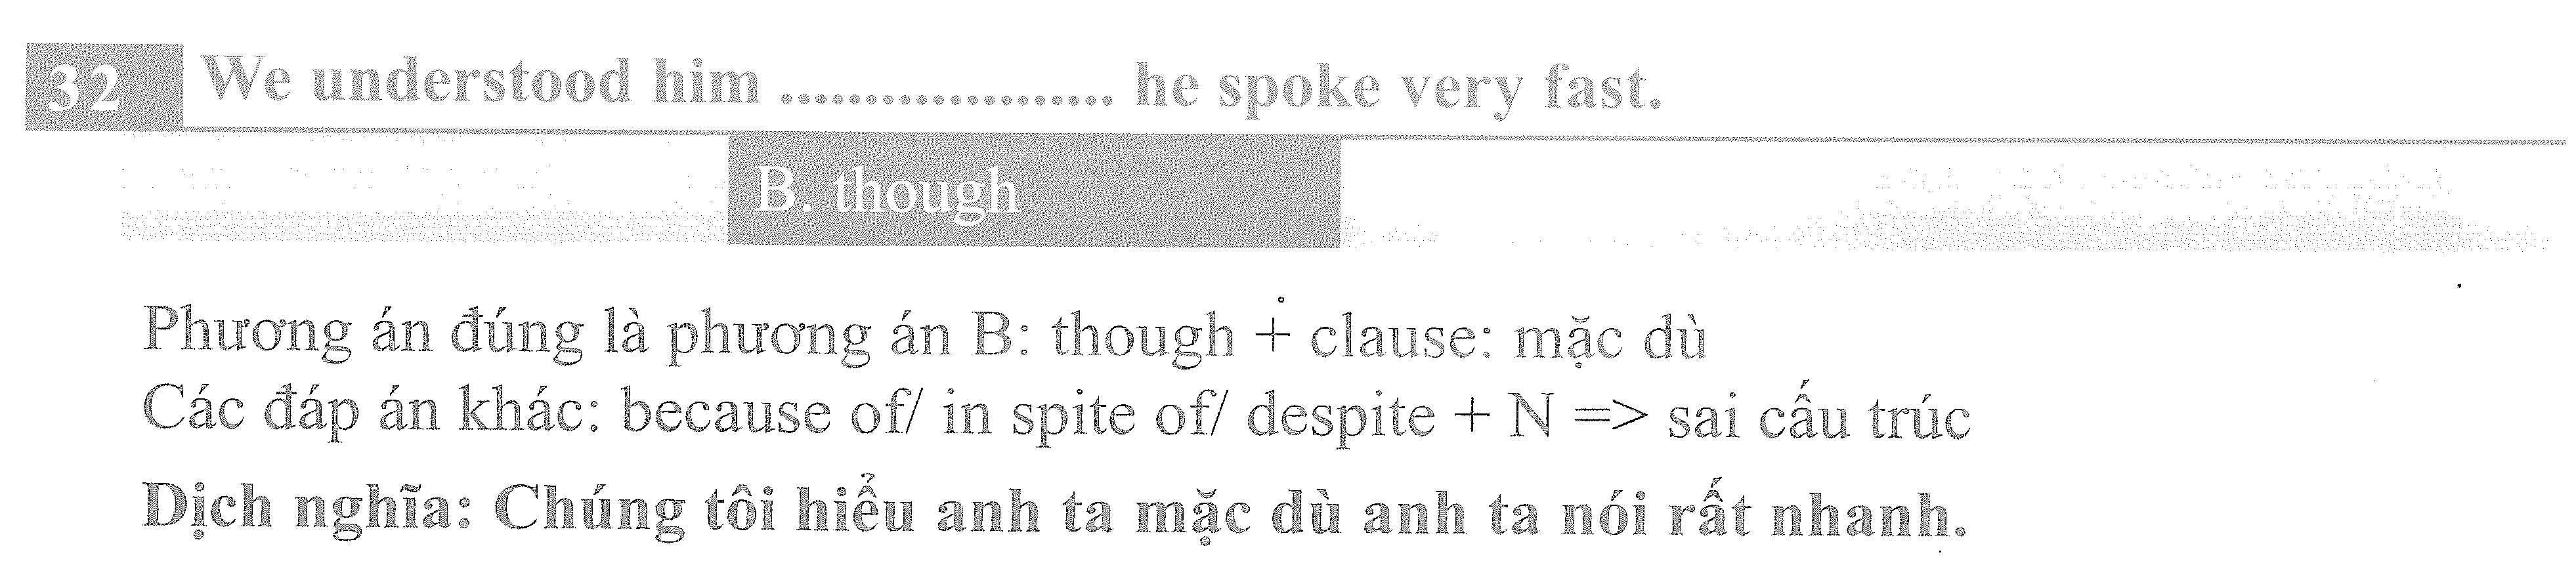 32 We understood him ................... he spoke very fast.
B. though
Phương án đúng là phương án B: though + clause: mặc dù
Các đáp án khác: because of/ in spite of/ despite + N => sai cấu trúc
Dịch nghĩa: Chúng tôi hiểu anh ta mặc dù anh ta nói rất nhanh.